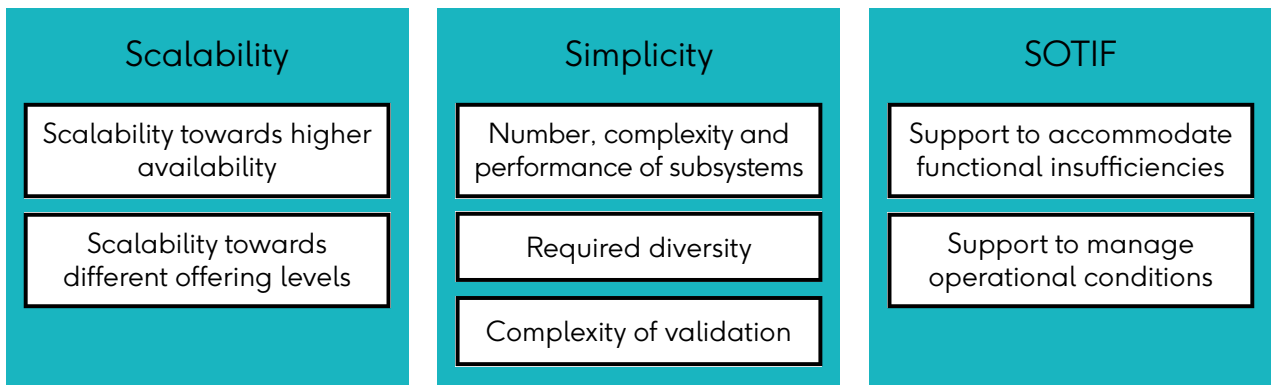 Scalability
Scalability towards higher
availability
Scalability towards
different offering levels
Simplicity
Number, complexity and
performance of subsystems
Required diversity
Complexity of validation
SOTIF
Support to accommodate
functional insufficiencies
Support to manage
operational conditions